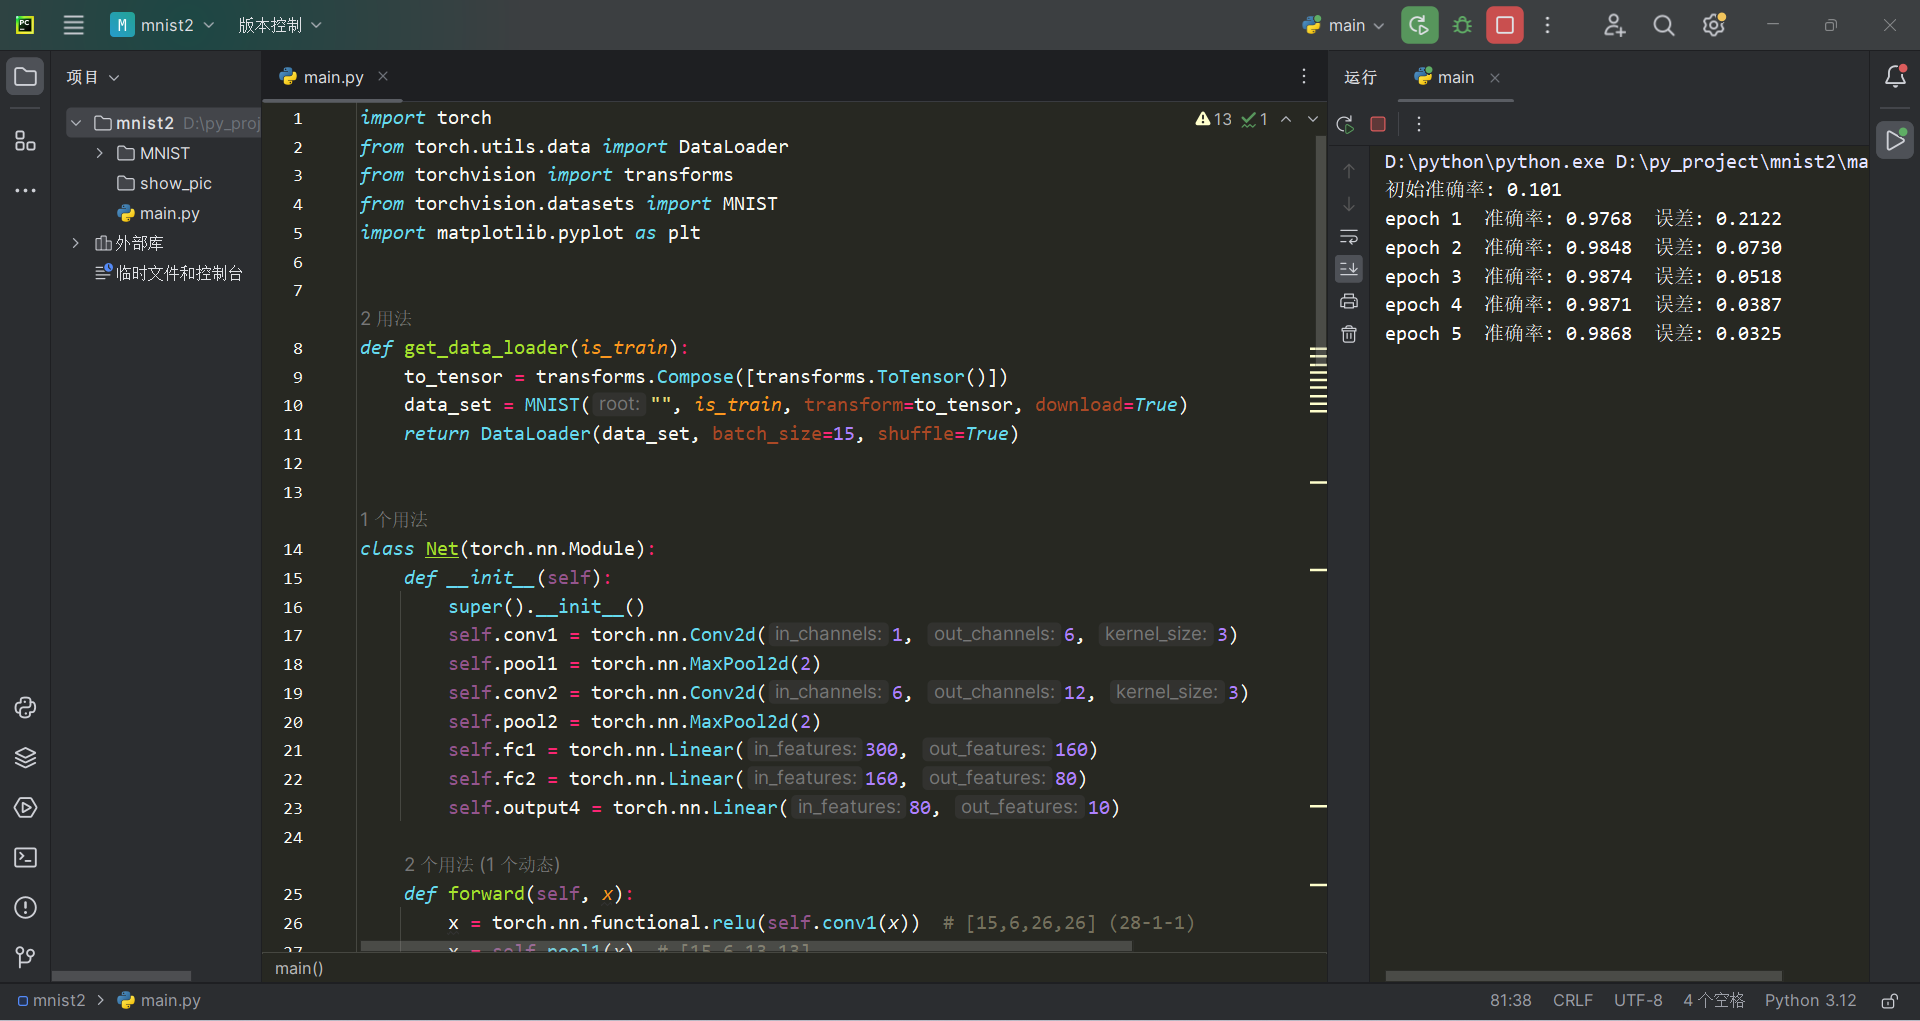 PC
M mnist2 版本控制 main
项目
main.py
运行 main
mnist2 D:\py_proj
MNIST
show_pic
main.py
外部库
临时文件和控制台
13 1
1 import torch
2 from torch.utils.data import DataLoader
3 from torchvision import transforms
4 from torchvision.datasets import MNIST
5 import matplotlib.pyplot as plt
6
7
2 用法
8 def get_data_loader(is_train):
9 to_tensor = transforms.Compose([transforms.ToTensor()])
10 data_set = MNIST( root: "", is_train, transform=to_tensor, download=True)
11 return DataLoader(data_set, batch_size=15, shuffle=True)
12
13
1 个用法
14 class Net(torch.nn.Module):
15 def __init__(self):
16 super().__init__()
17 self.conv1 = torch.nn.Conv2d( in_channels: 1, out_channels: 6, kernel_size: 3)
18 self.pool1 = torch.nn.MaxPool2d(2)
19 self.conv2 = torch.nn.Conv2d( in_channels: 6, out_channels: 12, kernel_size: 3)
20 self.pool2 = torch.nn.MaxPool2d(2)
21 self.fc1 = torch.nn.Linear( in_features: 300, out_features: 160)
22 self.fc2 = torch.nn.Linear( in_features: 160, out_features: 80)
23 self.output4 = torch.nn.Linear( in_features: 80, out_features: 10)
24
2 个用法 (1 个动态)
25 def forward(self, x):
26 x = torch.nn.functional.relu(self.conv1(x)) # [15,6,26,26] (28-1-1)
27 x = self.pool1(x) # [15,6,13,13]
main()
D:\python\python.exe D:\py_project\mnist2\ma
初始准确率: 0.101
epoch 1 准确率: 0.9768 误差: 0.2122
epoch 2 准确率: 0.9848 误差: 0.0730
epoch 3 准确率: 0.9874 误差: 0.0518
epoch 4 准确率: 0.9871 误差: 0.0387
epoch 5 准确率: 0.9868 误差: 0.0325
mnist2 main.py
81:38 CRLF UTF-8 4 个空格 Python 3.12